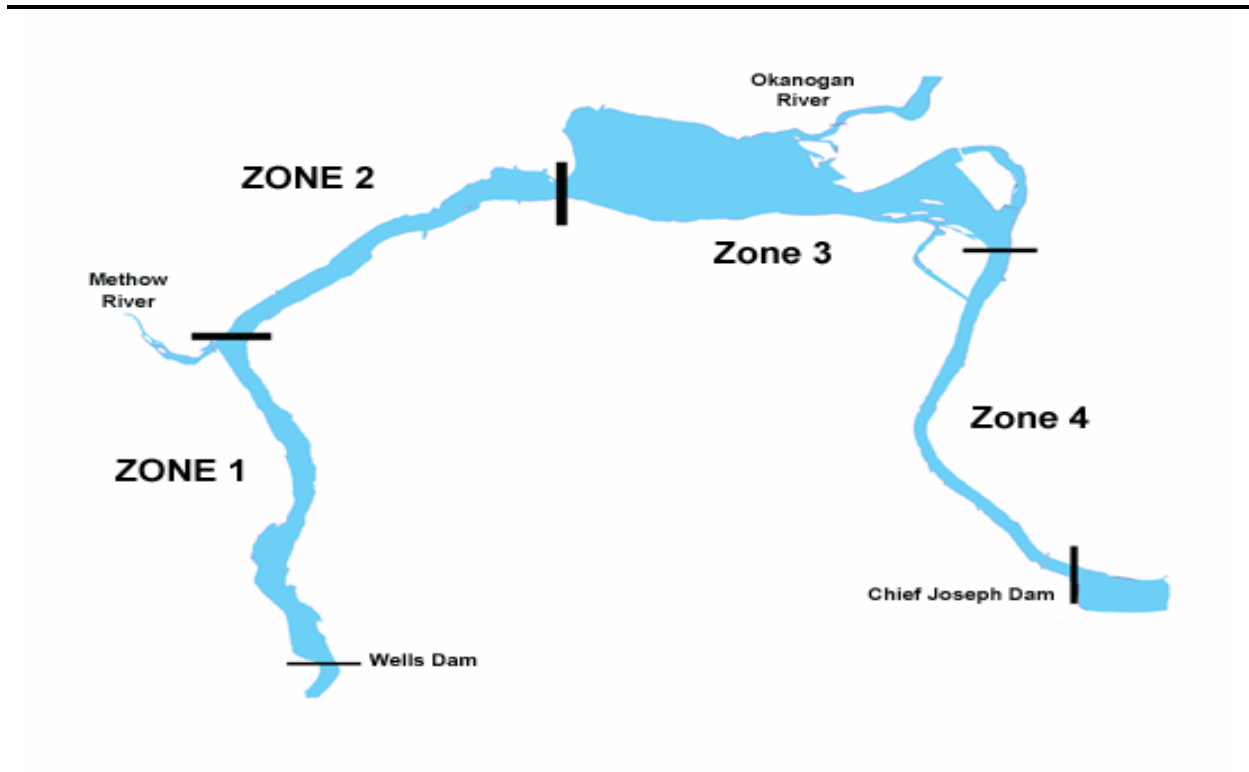 Okanogan
River
ZONE 2
Zone 3
Methow
River
Zone 4
ZONE 1
Chief Joseph Dam
Wells Dam